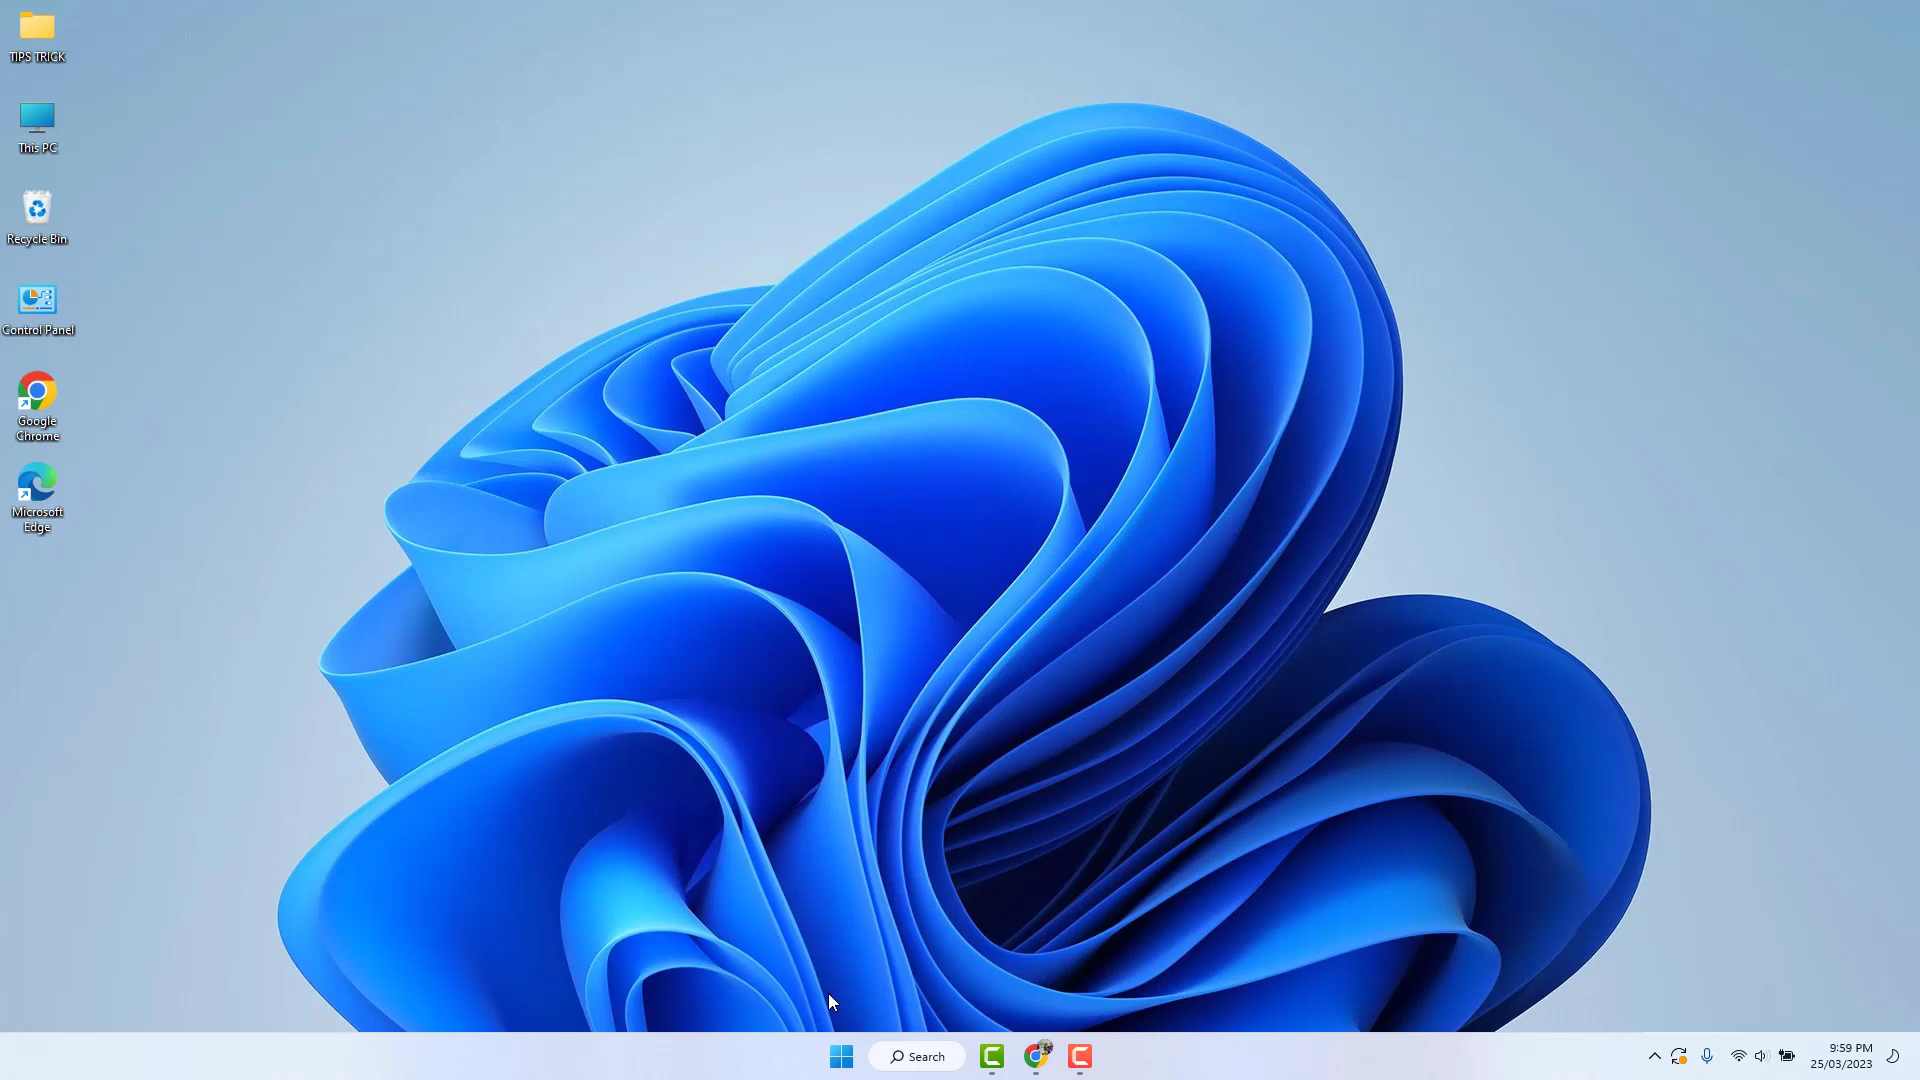 TIPS TRICK
This PC
Recycle Bin
Control Panel
Google
Chrome
Microsoft
Edge
Search
9:59 PM
25/03/2023